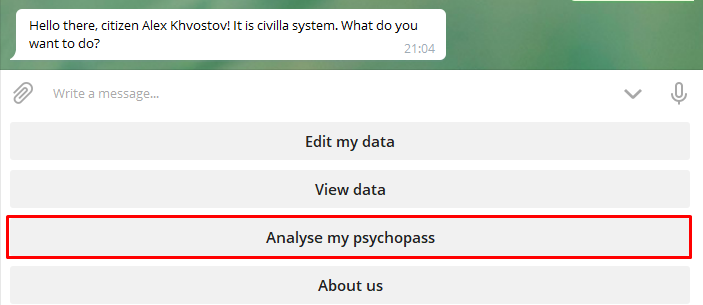 Hello there, citizen Alex Khvostov! It is civilla system. What do you
want to do?
21:04
Write a message...
Edit my data
View data
Analyse my psychopass
About us